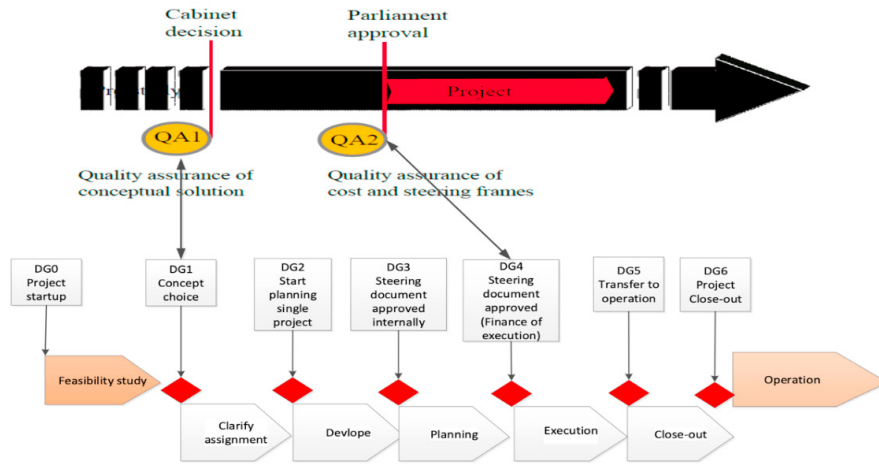 Cabinet
decision
Parliament
approval
Project
QA1
QA2
Quality assurance of
conceptual solution
Quality assurance of
cost and steering frames
DG0
Project
startup
DG1
Concept
choice
DG2
Start
planning
single
project
DG3
Steering
document
approved
internally
DG4
Steering
document
approved
(Finance of
execution)
DG5
Transfer to
operation
DG6
Project
Close-out
Feasibility study
Operation
Clarify
assignment
Devlope
Planning
Execution
Close-out